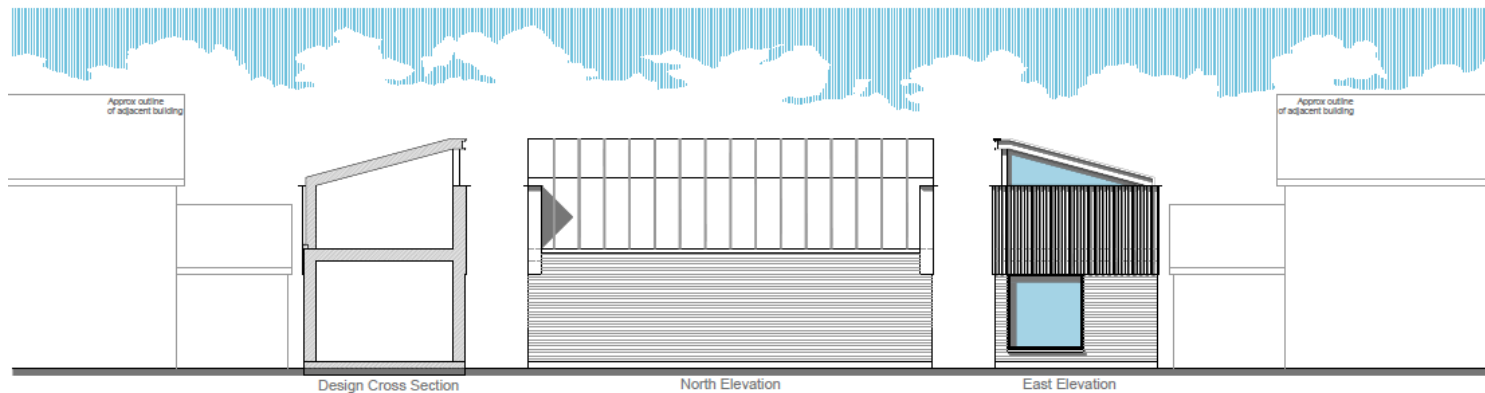 Approx outline
of adjacent building
Approx outline
of adjacent building
Design Cross Section
North Elevation
East Elevation